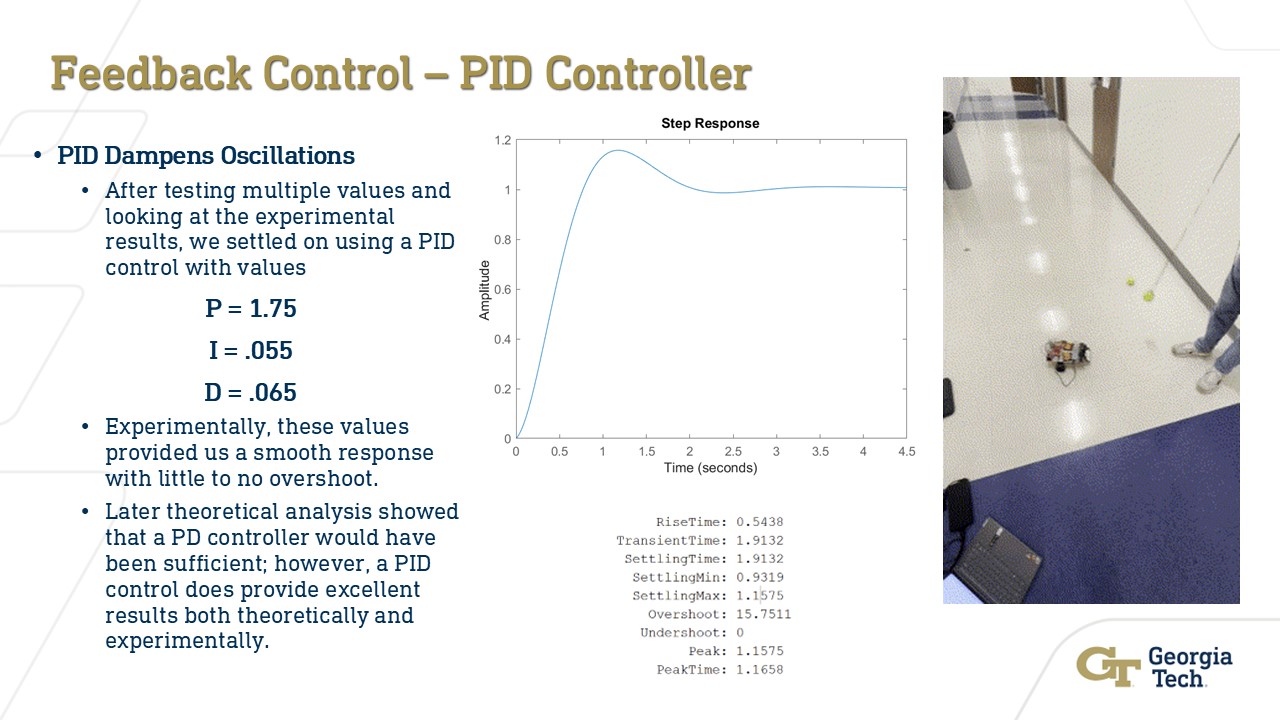 Feedback Control – PID Controller
• PID Dampens Oscillations
• After testing multiple values and
looking at the experimental
results, we settled on using a PID
control with values
P = 1.75
I = .055
D = .065
• Experimentally, these values
provided us a smooth response
with little to no overshoot.
• Later theoretical analysis showed
that a PD controller would have
been sufficient; however, a PID
control does provide excellent
results both theoretically and
experimentally.
Step Response
Amplitude
1.2
1
0.8
0.6
0.4
0.2
0
0 0.5 1 1.5 2 2.5 3 3.5 4 4.5
Time (seconds)
RiseTime: 0.5438
TransientTime: 1.9132
SettlingTime: 1.9132
SettlingMin: 0.9319
SettlingMax: 1.1575
Overshoot: 15.7511
Undershoot: 0
Peak: 1.1575
PeakTime: 1.1658
GT
Georgia
Tech